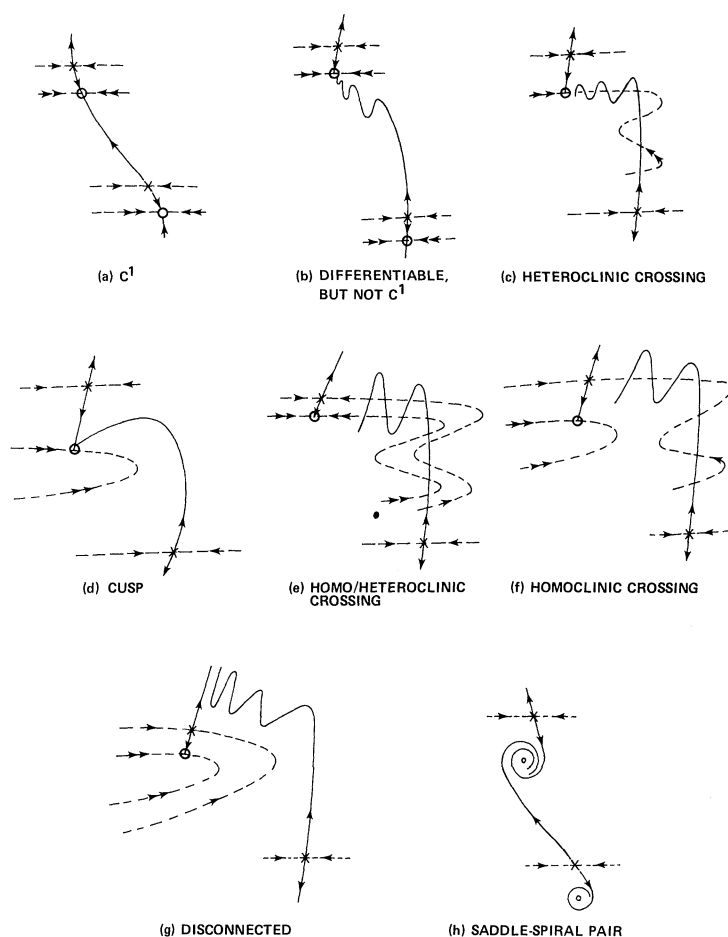 (a) C1
(b) DIFFERENTIABLE,
BUT NOT C1
(c) HETEROCLINIC CROSSING
(d) CUSP
(e) HOMO/HETEROCLINIC
CROSSING
(f) HOMOCLINIC CROSSING
(g) DISCONNECTED
(h) SADDLE-SPIRAL PAIR